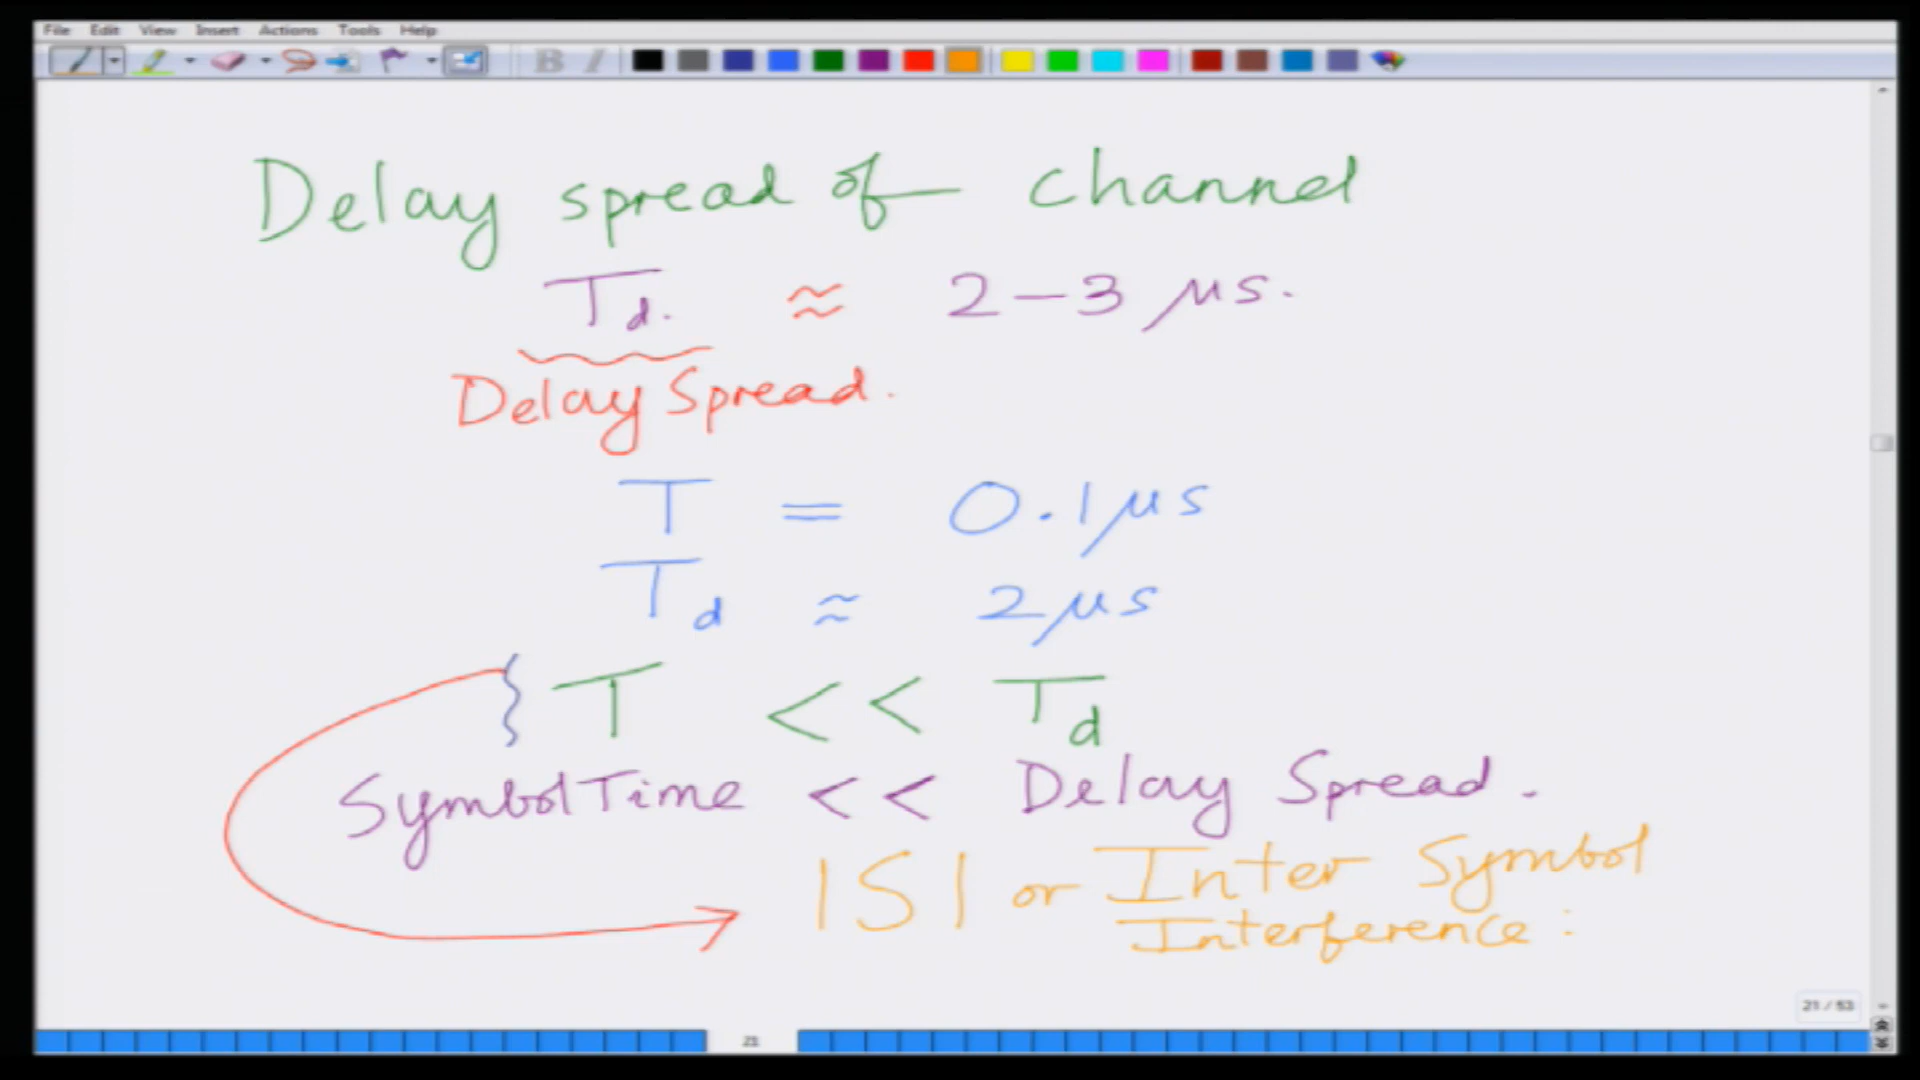 File Edit View Insert Actions Tools Help
B I
Delay spread of channel
Td. ≈ 2-3 μs.
Delay Spread.
T = 0.1μs
Td ≈ 2μs
T << Td
Symbol Time << Delay Spread.
ISI or Inter Symbol
Interference:
21 / 53
21